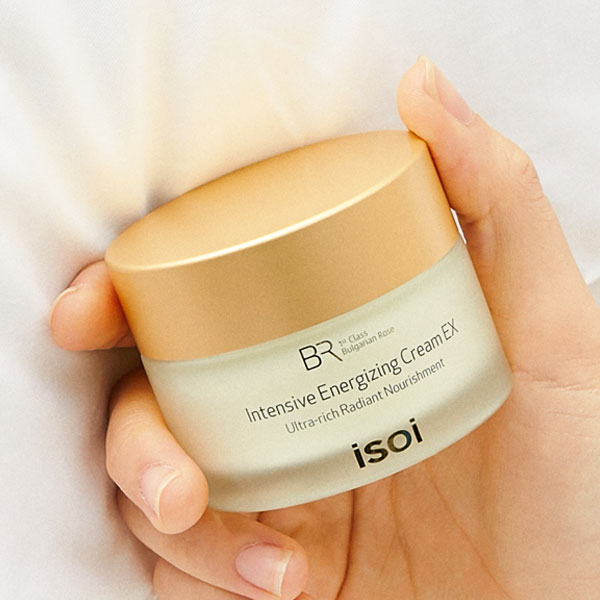 BR 1st Class
Bulgarian Rose
Intensive Energizing Cream EX
Ultra-rich Radiant Nourishment
isoi